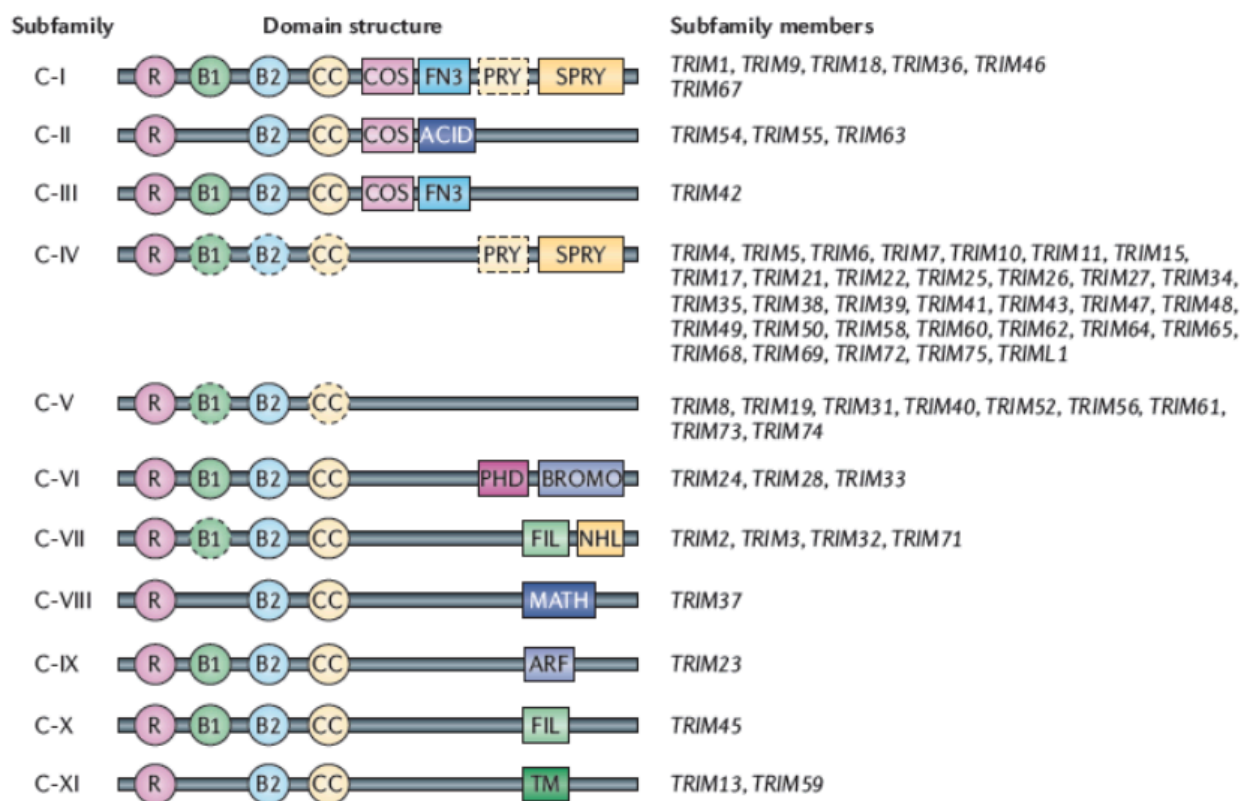 Subfamily Domain structure Subfamily members
C-I R B1 B2 CC COS FN3 PRY SPRY TRIM1, TRIM9, TRIM18, TRIM36, TRIM46
TRIM67
C-II R B2 CC COS ACID TRIM54, TRIM55, TRIM63
C-III R B1 B2 CC COS FN3 TRIM42
C-IV R B1 B2 CC PRY SPRY TRIM4, TRIM5, TRIM6, TRIM7, TRIM10, TRIM11, TRIM15,
TRIM17, TRIM21, TRIM22, TRIM25, TRIM26, TRIM27, TRIM34,
TRIM35, TRIM38, TRIM39, TRIM41, TRIM43, TRIM47, TRIM48,
TRIM49, TRIM50, TRIM58, TRIM60, TRIM62, TRIM64, TRIM65,
TRIM68, TRIM69, TRIM72, TRIM75, TRIML1
C-V R B1 B2 CC TRIM8, TRIM19, TRIM31, TRIM40, TRIM52, TRIM56, TRIM61,
TRIM73, TRIM74
C-VI R B1 B2 CC PHD BROMO TRIM24, TRIM28, TRIM33
C-VII R B1 B2 CC FIL NHL TRIM2, TRIM3, TRIM32, TRIM71
C-VIII R B2 CC MATH TRIM37
C-IX R B1 B2 CC ARF TRIM23
C-X R B1 B2 CC FIL TRIM45
C-XI R B2 CC TM TRIM13, TRIM59